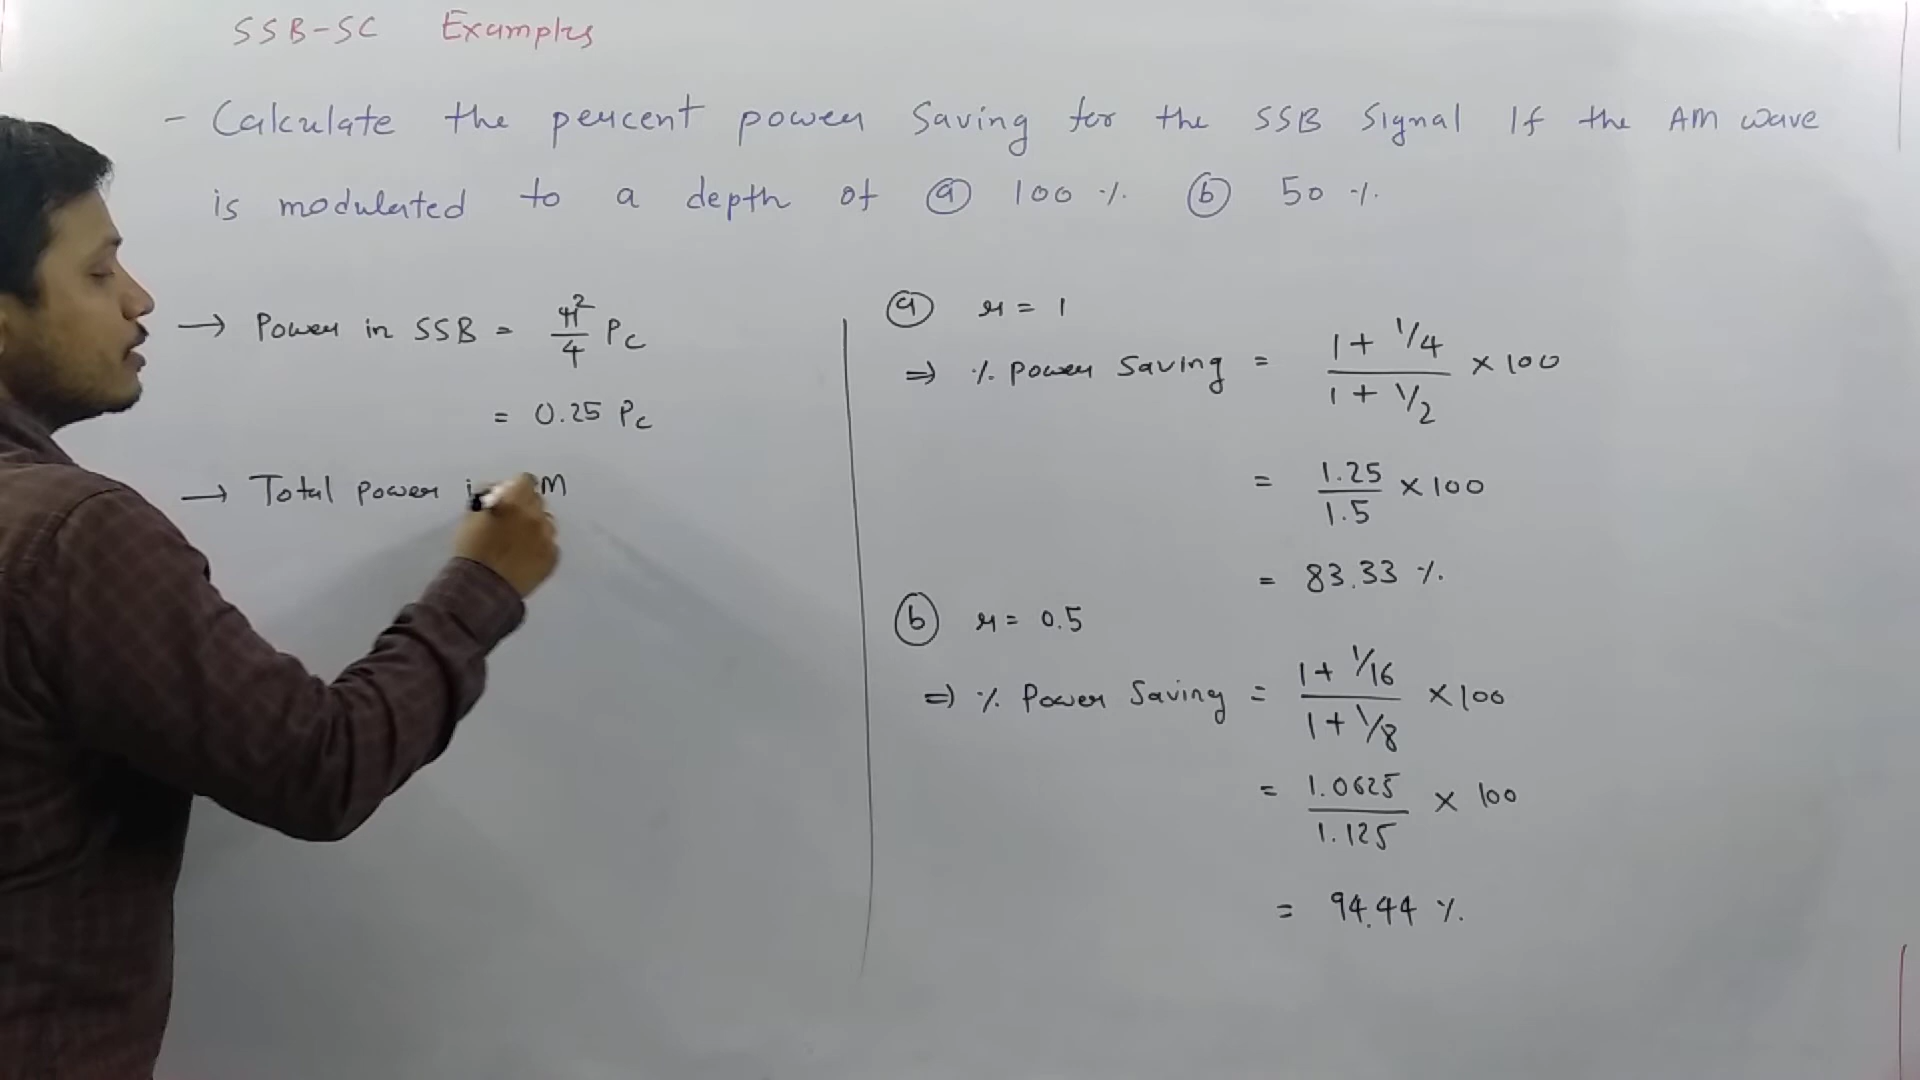 SSB-SC Examples
- Calculate the percent power saving for the SSB signal If the AM wave
is modulated to a depth of ⓐ 100 % ⓑ 50 %.
→ Power in SSB = μ²/4 Pc
= 0.25 Pc
→ Total power in AM
ⓐ μ = 1
⇒ % power saving = (1 + 1/4)/(1 + 1/2) × 100
= 1.25/1.5 × 100
= 83.33 %.
ⓑ μ = 0.5
⇒ % Power Saving = (1 + 1/16)/(1 + 1/8) × 100
= 1.0625/1.125 × 100
= 94.44 %.